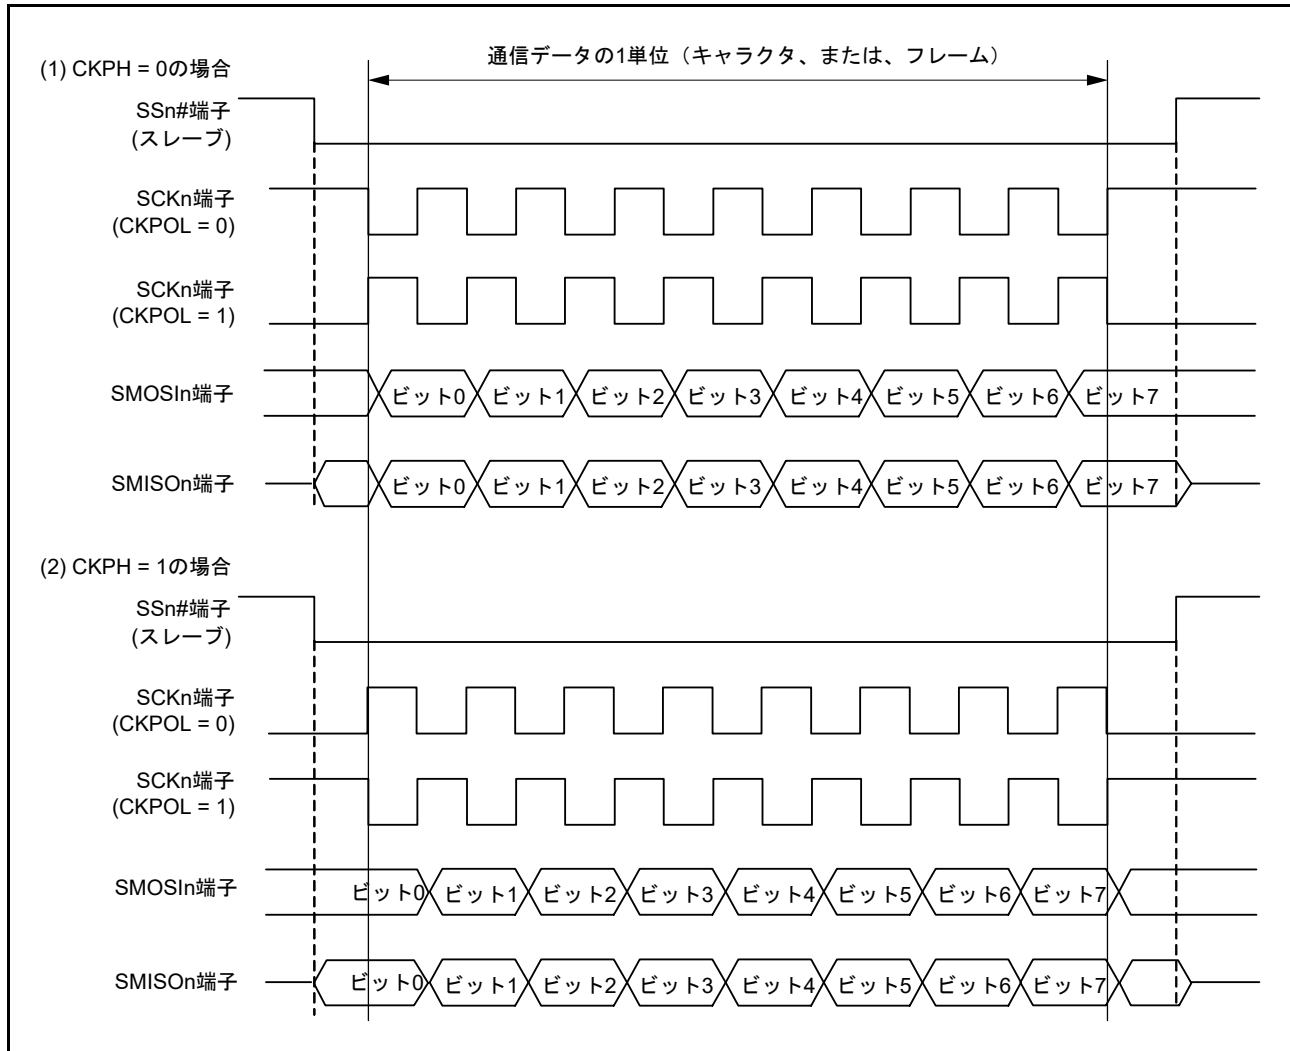 通信データの1単位（キャラクタ、または、フレーム）
(1) CKPH = 0の場合
SSn#端子
(スレーブ)
SCKn端子
(CKPOL = 0)
SCKn端子
(CKPOL = 1)
SMOSIn端子
ビット0 ビット1 ビット2 ビット3 ビット4 ビット5 ビット6 ビット7
SMISOn端子
ビット0 ビット1 ビット2 ビット3 ビット4 ビット5 ビット6 ビット7
(2) CKPH = 1の場合
SSn#端子
(スレーブ)
SCKn端子
(CKPOL = 0)
SCKn端子
(CKPOL = 1)
SMOSIn端子
ビット0 ビット1 ビット2 ビット3 ビット4 ビット5 ビット6 ビット7
SMISOn端子
ビット0 ビット1 ビット2 ビット3 ビット4 ビット5 ビット6 ビット7